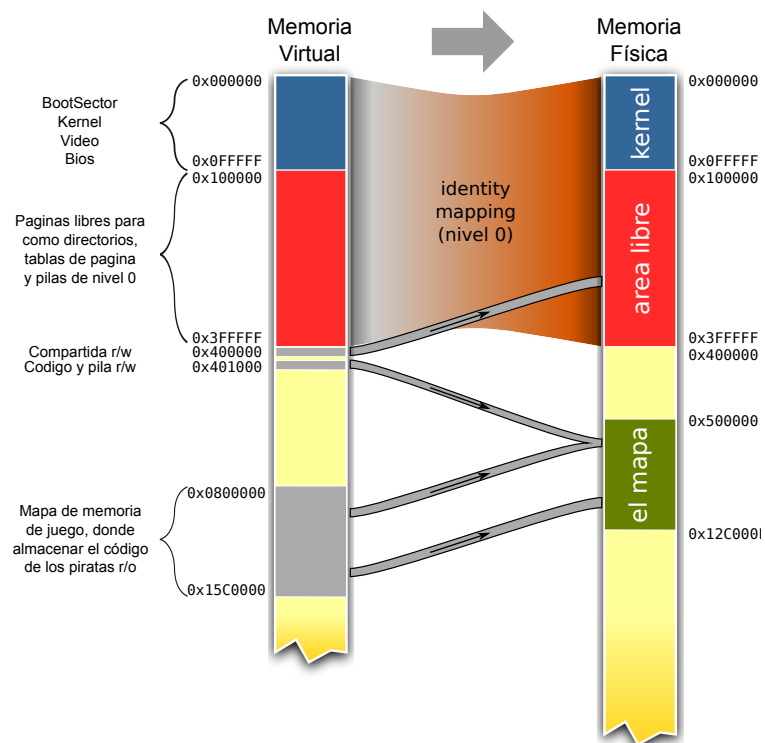 Memoria
Virtual
Memoria
Física
0x000000
BootSector
Kernel
Video
Bios
0x0FFFFF
0x100000
Paginas libres para
como directorios,
tablas de pagina
y pilas de nivel 0
0x3FFFFF
Compartida r/w
0x400000
Codigo y pila r/w
0x401000
0x0800000
Mapa de memoria
de juego, donde
almacenar el código
de los piratas r/o
0x15C0000
identity
mapping
(nivel 0)
kernel
area libre
el mapa
0x000000
0x0FFFFF
0x100000
0x3FFFFF
0x400000
0x500000